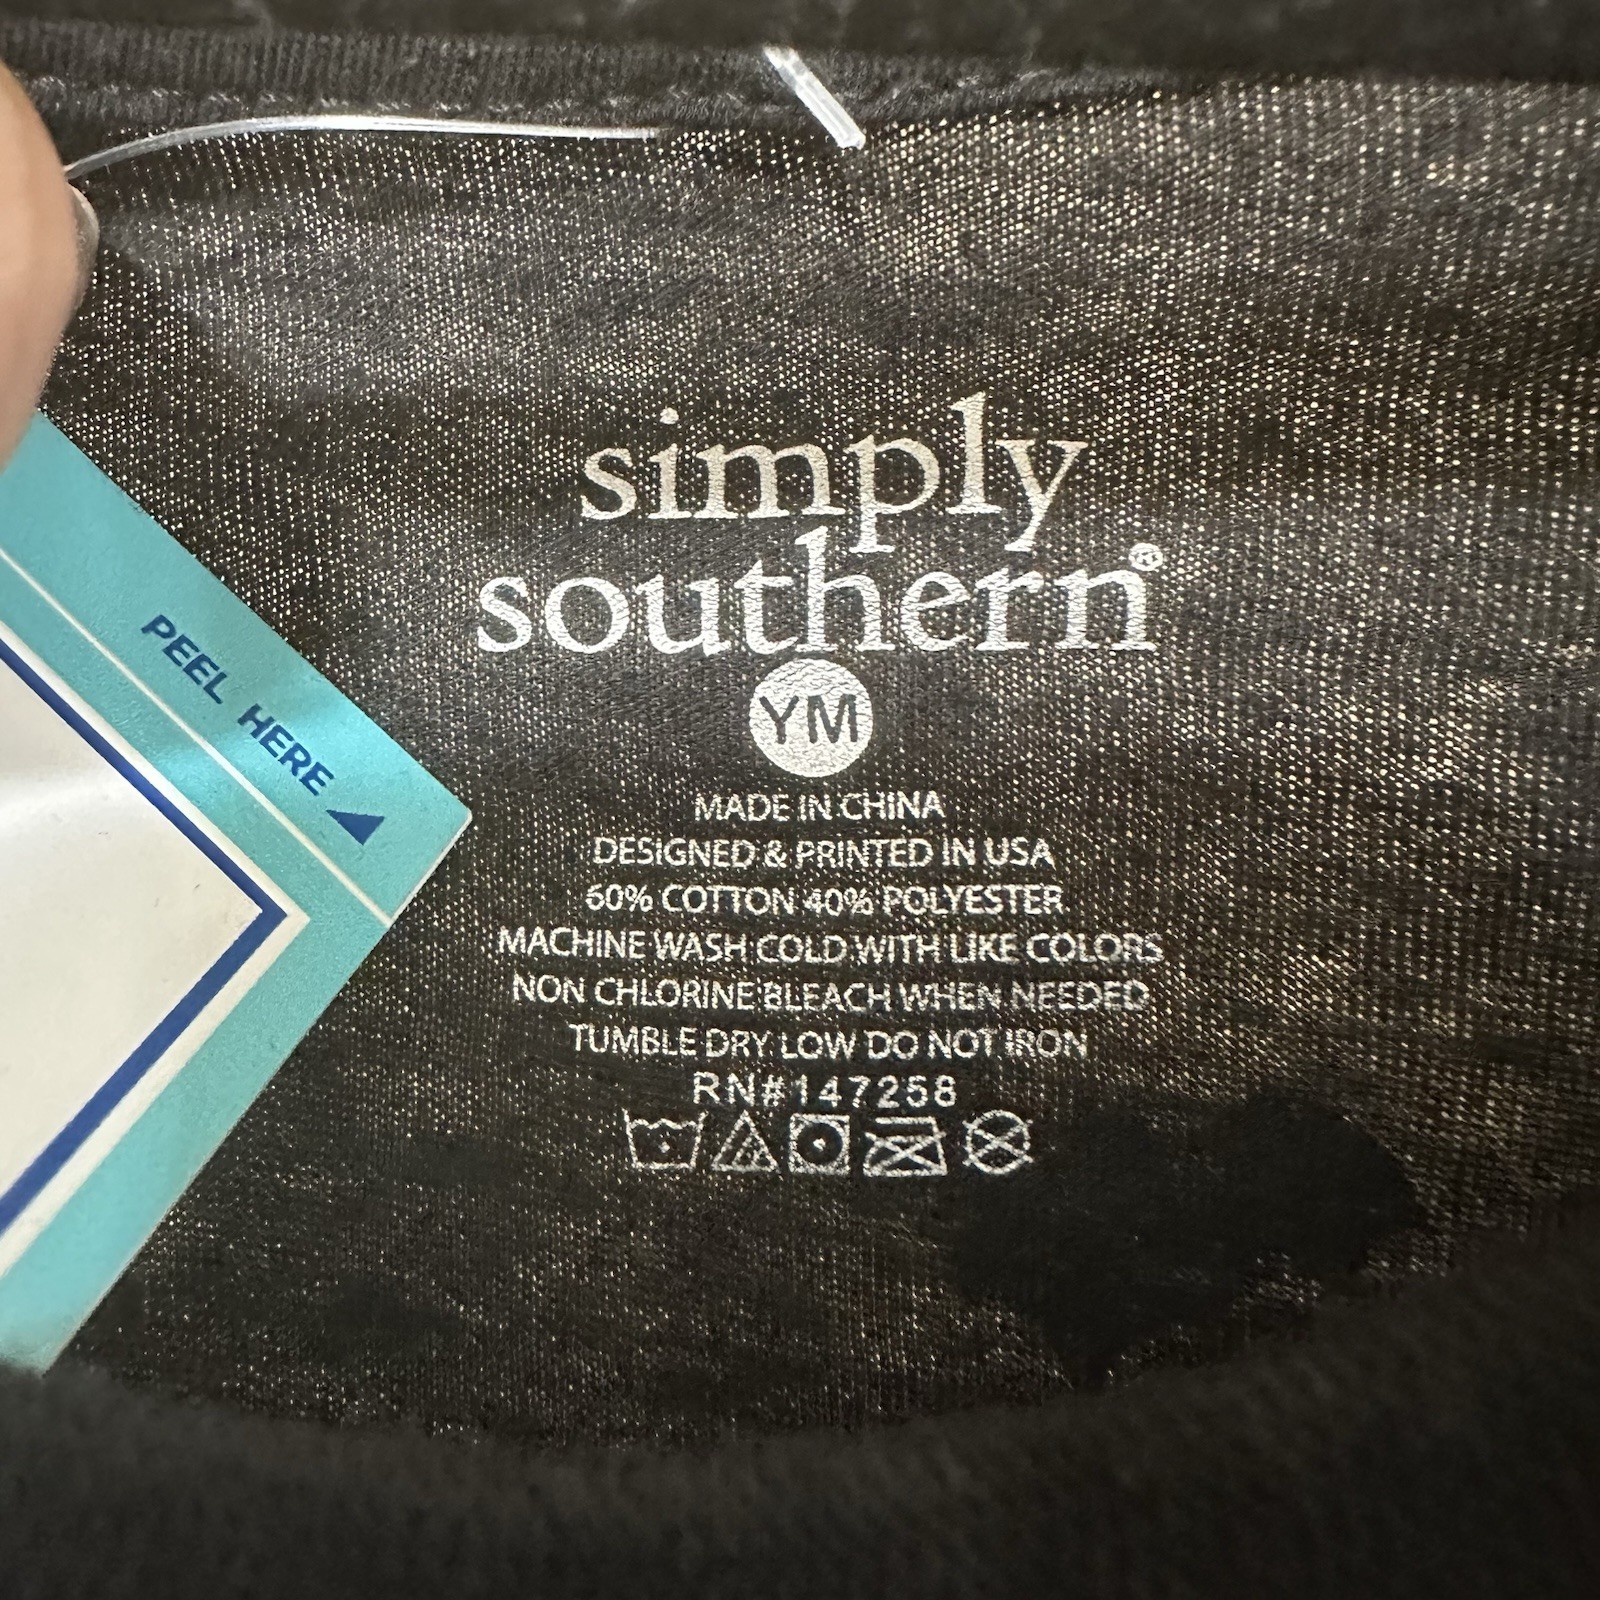 simply
southern®
YM
MADE IN CHINA
DESIGNED & PRINTED IN USA
60% COTTON 40% POLYESTER
MACHINE WASH COLD WITH LIKE COLORS
NON CHLORINE BLEACH WHEN NEEDED
TUMBLE DRY LOW DO NOT IRON
RN#147258
PEEL HERE